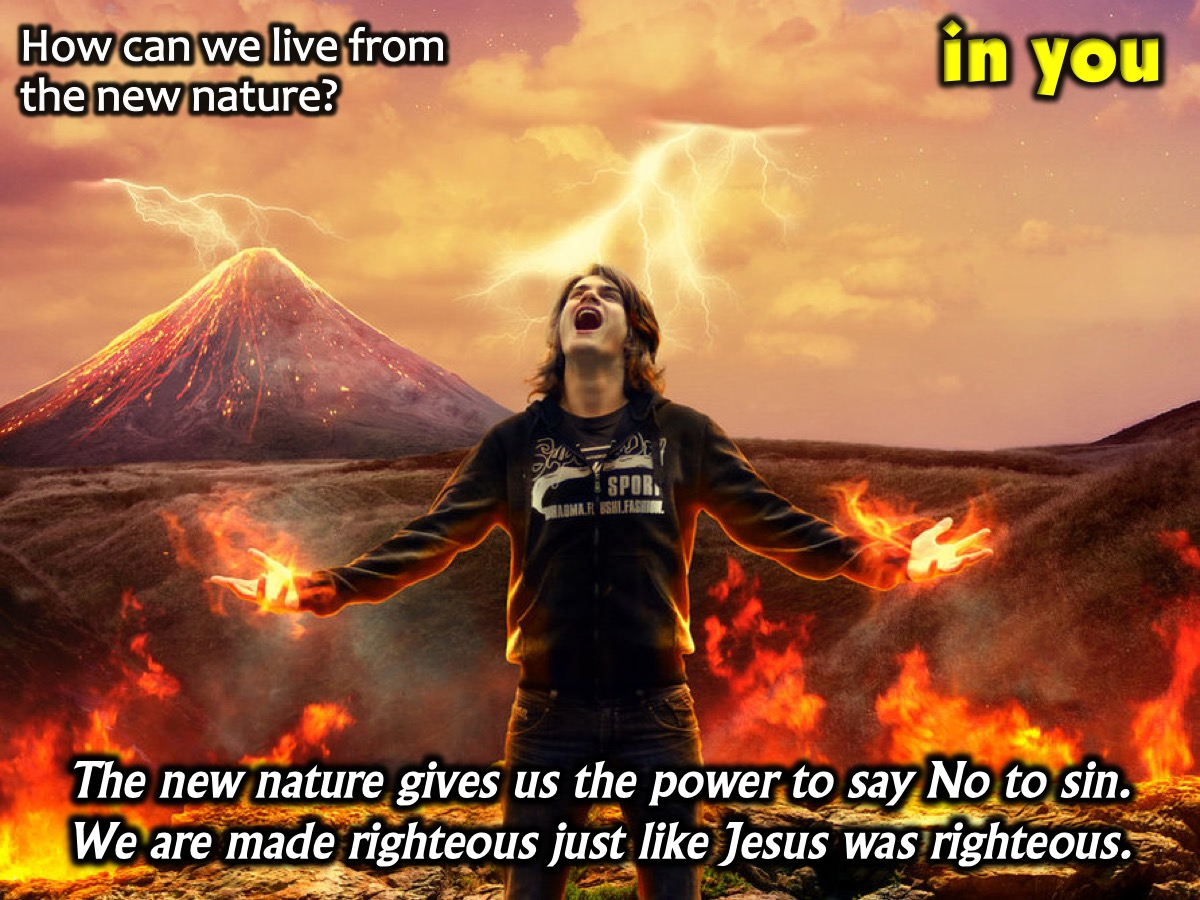 How can we live from
the new nature?
in you
SPOR
The new nature gives us the power to say No to sin.
We are made righteous just like Jesus was righteous.